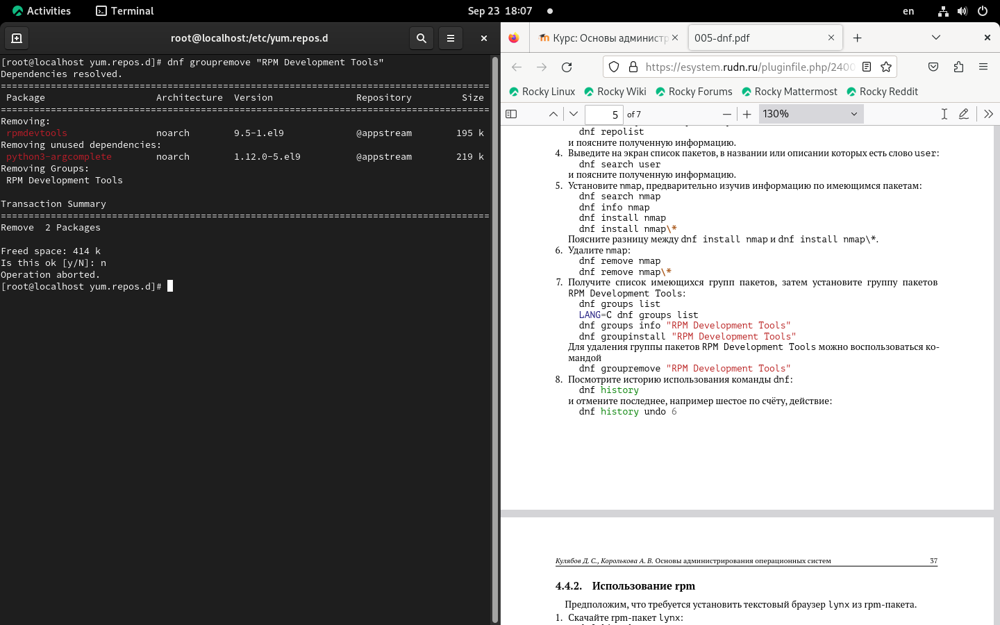 Activities
Terminal
Sep 23 18:07
en
root@localhost:/etc/yum.repos.d
[root@localhost yum.repos.d]# dnf groupremove "RPM Development Tools"
Dependencies resolved.
========================================================================================
Package Architecture Version Repository Size
========================================================================================
Removing:
rpmdevtools noarch 9.5-1.el9 @appstream 195 k
Removing unused dependencies:
python3-argcomplete noarch 1.12.0-5.el9 @appstream 219 k
Removing Groups:
RPM Development Tools
Transaction Summary
========================================================================================
Remove 2 Packages
Freed space: 414 k
Is this ok [y/N]: n
Operation aborted.
[root@localhost yum.repos.d]#
Курс: Основы администр
005-dnf.pdf
https://esystem.rudn.ru/pluginfile.php/2400
Rocky Linux Rocky Wiki Rocky Forums Rocky Mattermost Rocky Reddit
5 of 7 130%
dnf repolist
и поясните полученную информацию.
4. Выведите на экран список пакетов, в названии или описании которых есть слово user:
dnf search user
и поясните полученную информацию.
5. Установите nmap, предварительно изучив информацию по имеющимся пакетам:
dnf search nmap
dnf info nmap
dnf install nmap
dnf install nmap\*
Поясните разницу между dnf install nmap и dnf install nmap\*.
6. Удалите nmap:
dnf remove nmap
dnf remove nmap\*
7. Получите список имеющихся групп пакетов, затем установите группу пакетов
RPM Development Tools:
dnf groups list
LANG=C dnf groups list
dnf groups info "RPM Development Tools"
dnf groupinstall "RPM Development Tools"
Для удаления группы пакетов RPM Development Tools можно воспользоваться ко-
мандой
dnf groupremove "RPM Development Tools"
8. Посмотрите историю использования команды dnf:
dnf history
и отмените последнее, например шестое по счёту, действие:
dnf history undo 6
Кулябов Д. С., Королькова А. В. Основы администрирования операционных систем 37
4.4.2. Использование rpm
Предположим, что требуется установить текстовый браузер lynx из rpm-пакета.
1. Скачайте rpm-пакет lynx: